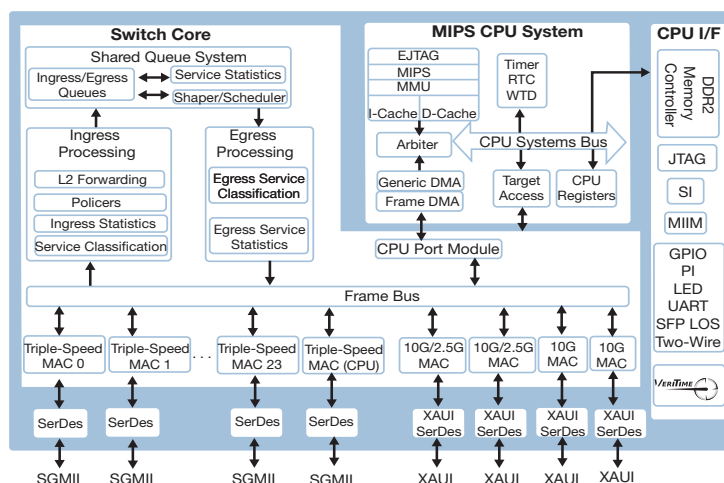 Switch Core
MIPS CPU System
CPU I/F
Shared Queue System
Ingress/Egress
Queues
Service Statistics
Shaper/Scheduler
Ingress
Processing
L2 Forwarding
Policers
Ingress Statistics
Service Classification
Egress
Processing
Egress Service
Classification
Egress Service
Statistics
EJTAG
MIPS
MMU
I-Cache D-Cache
Arbiter
Generic DMA
Frame DMA
Timer
RTC
WTD
CPU Systems Bus
Target
Access
CPU
Registers
CPU Port Module
DDR2
Memory
Controller
JTAG
SI
MIIM
GPIO
PI
LED
UART
SFP LOS
Two-Wire
VERITIME
Frame Bus
Triple-Speed
MAC 0
Triple-Speed
MAC 1
. . .
Triple-Speed
MAC 23
Triple-Speed
MAC (CPU)
10G/2.5G
MAC
10G/2.5G
MAC
10G
MAC
10G
MAC
SerDes
SerDes
SerDes
SerDes
XAUI
SerDes
XAUI
SerDes
XAUI
SerDes
XAUI
SerDes
SGMII
SGMII
SGMII
SGMII
XAUI
XAUI
XAUI
XAUI